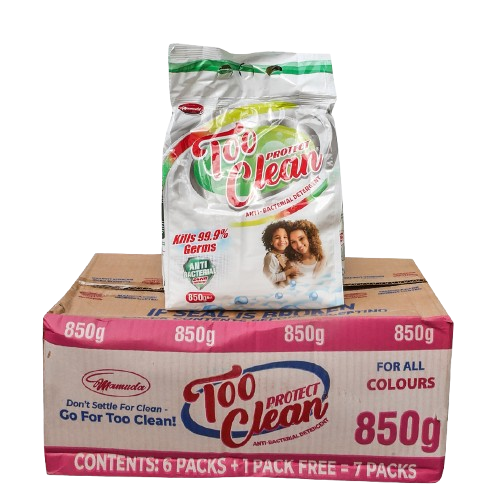 Mamuda
Too
PROTECT
Clean
ANTI-BACTERIAL DETERGENT
Kills 99.9%
Germs
ANTI
BACTERIAL
850g
IF SEAL IS BROKEN
850g 850g 850g 850g
Mamuda
Don't Settle For Clean -
Go For Too Clean!
Too
PROTECT
Clean
ANTI-BACTERIAL DETERGENT
FOR ALL
COLOURS
850g
CONTENTS: 6 PACKS + 1 PACK FREE = 7 PACKS